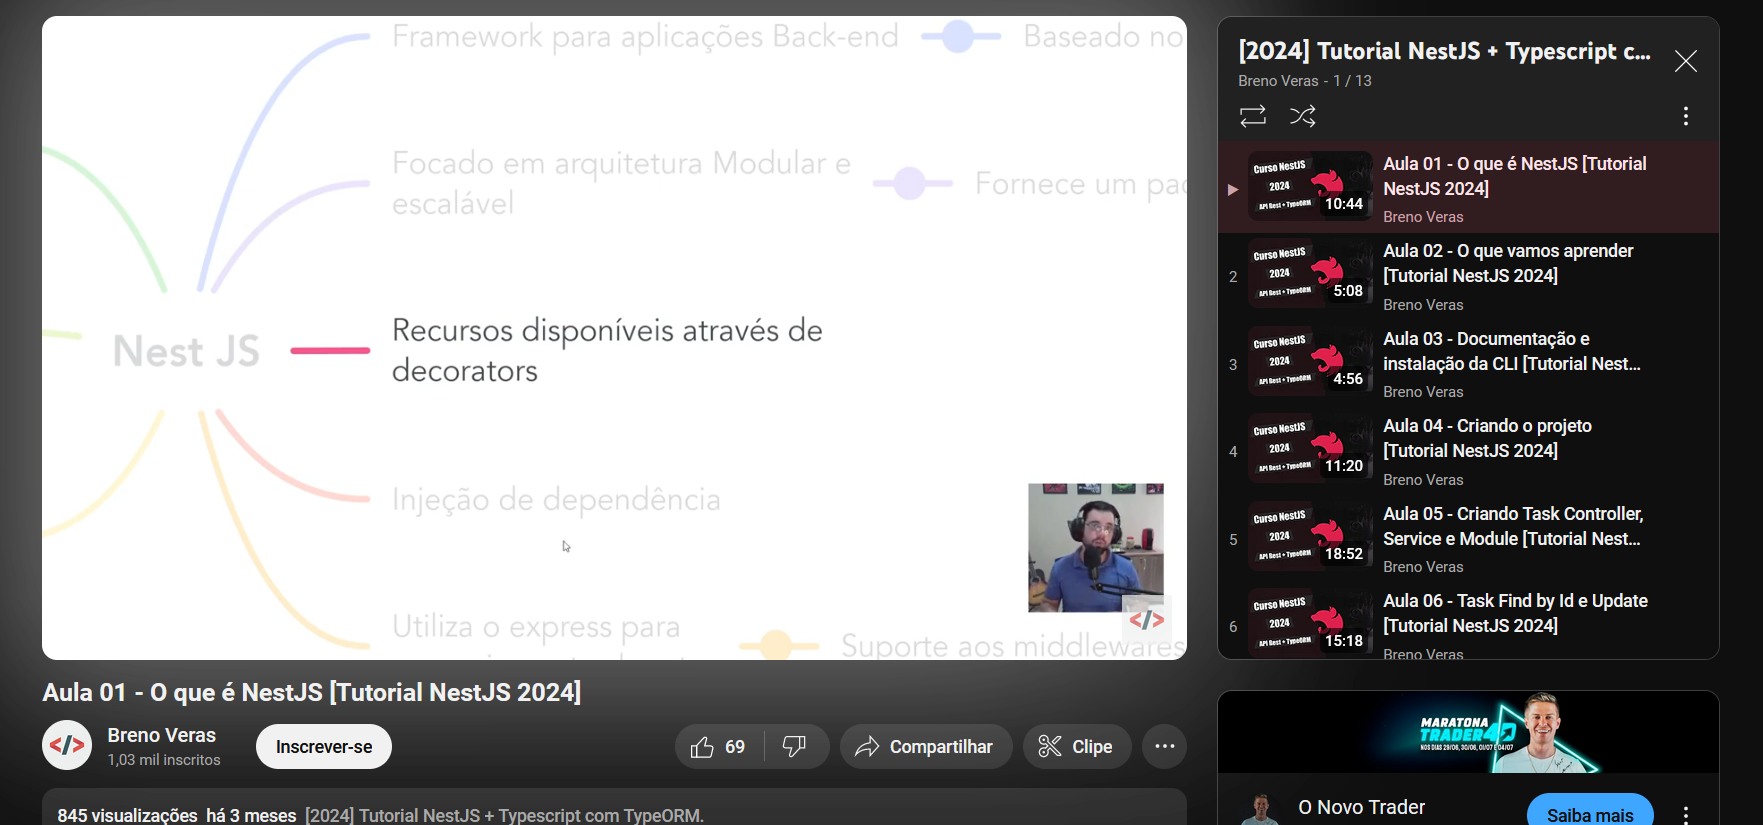 Framework para aplicações Back-end
Baseado no
Focado em arquitetura Modular e
escalável
Fornece um pac
Nest JS
Recursos disponíveis através de
decorators
Injeção de dependência
Utiliza o express para
Suporte aos middlewares
</>
Aula 01 - O que é NestJS [Tutorial NestJS 2024]
</>
Breno Veras
1,03 mil inscritos
Inscrever-se
69
Compartilhar
Clipe
845 visualizações há 3 meses [2024] Tutorial NestJS + Typescript com TypeORM.
[2024] Tutorial NestJS + Typescript c...
Breno Veras - 1 / 13
Curso NestJS
2024
API Rest + TypeORM
10:44
Aula 01 - O que é NestJS [Tutorial
NestJS 2024]
Breno Veras
2
Curso NestJS
2024
API Rest + TypeORM
5:08
Aula 02 - O que vamos aprender
[Tutorial NestJS 2024]
Breno Veras
3
Curso NestJS
2024
API Rest + TypeORM
4:56
Aula 03 - Documentação e
instalação da CLI [Tutorial Nest...
Breno Veras
4
Curso NestJS
2024
API Rest + TypeORM
11:20
Aula 04 - Criando o projeto
[Tutorial NestJS 2024]
Breno Veras
5
Curso NestJS
2024
API Rest + TypeORM
18:52
Aula 05 - Criando Task Controller,
Service e Module [Tutorial Nest...
Breno Veras
6
Curso NestJS
2024
API Rest + TypeORM
15:18
Aula 06 - Task Find by Id e Update
[Tutorial NestJS 2024]
Breno Veras
MARATONA
TRADER 4D
NOS DIAS 29/06, 30/06, 01/07 E 04/07
O Novo Trader
Saiba mais